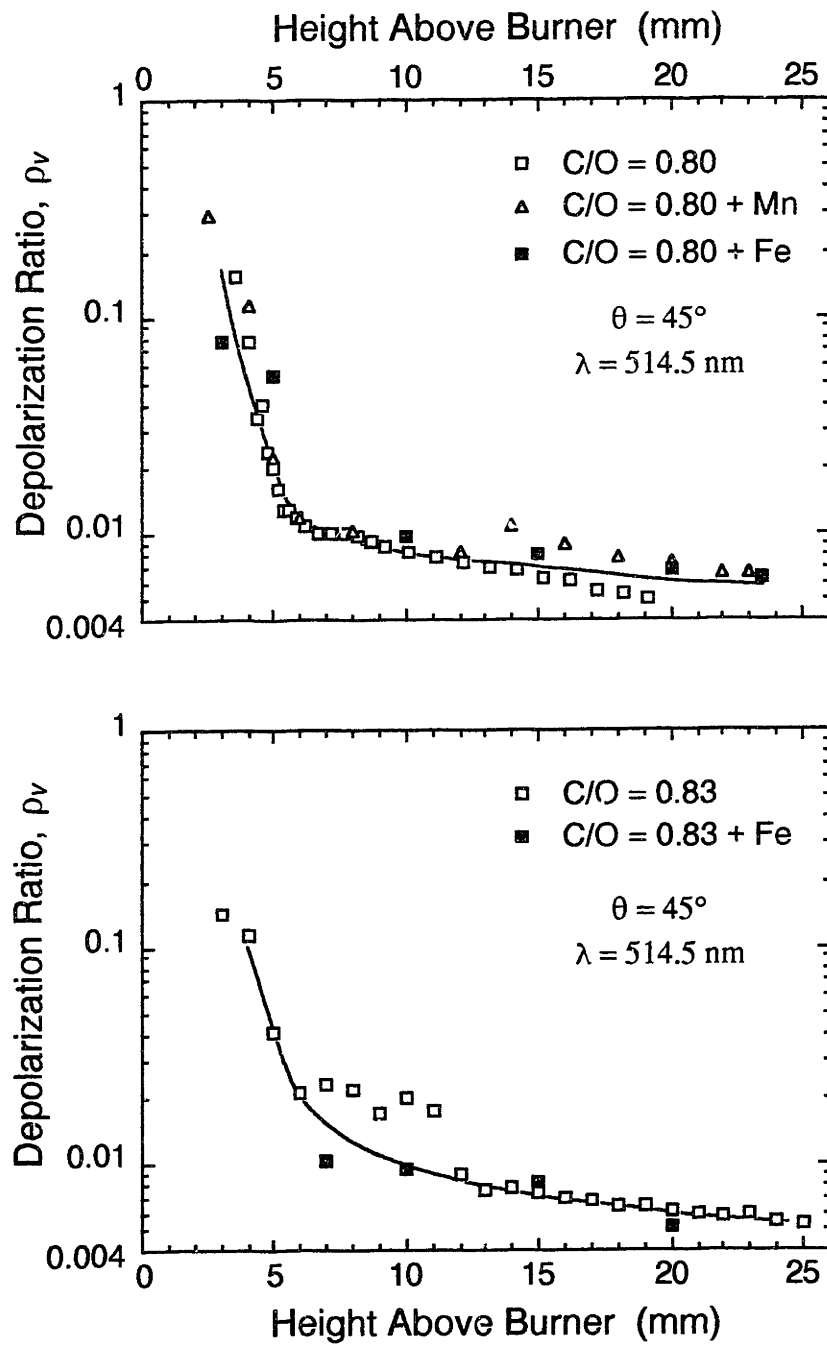 Height Above Burner (mm)
0 5 10 15 20 25
1
0.1
0.01
0.004
Depolarization Ratio, ρv
C/O = 0.80
C/O = 0.80 + Mn
C/O = 0.80 + Fe
θ = 45°
λ = 514.5 nm
1
0.1
0.01
0.004
Depolarization Ratio, ρv
C/O = 0.83
C/O = 0.83 + Fe
θ = 45°
λ = 514.5 nm
0 5 10 15 20 25
Height Above Burner (mm)